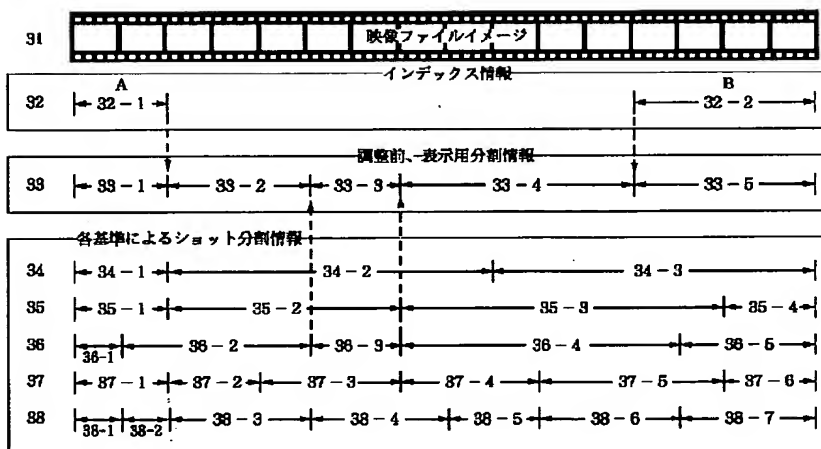 31 映像ファイルイメージ
インデックス情報
A B
32 32-1 32-2
調整前、表示用分割情報
33 33-1 33-2 33-3 33-4 33-5
各基準によるショット分割情報
34 34-1 34-2 34-3
35 35-1 35-2 35-3 35-4
36 36-1 36-2 36-3 36-4 36-5
37 37-1 37-2 37-3 37-4 37-5 37-6
38 38-1 38-2 38-3 38-4 38-5 38-6 38-7